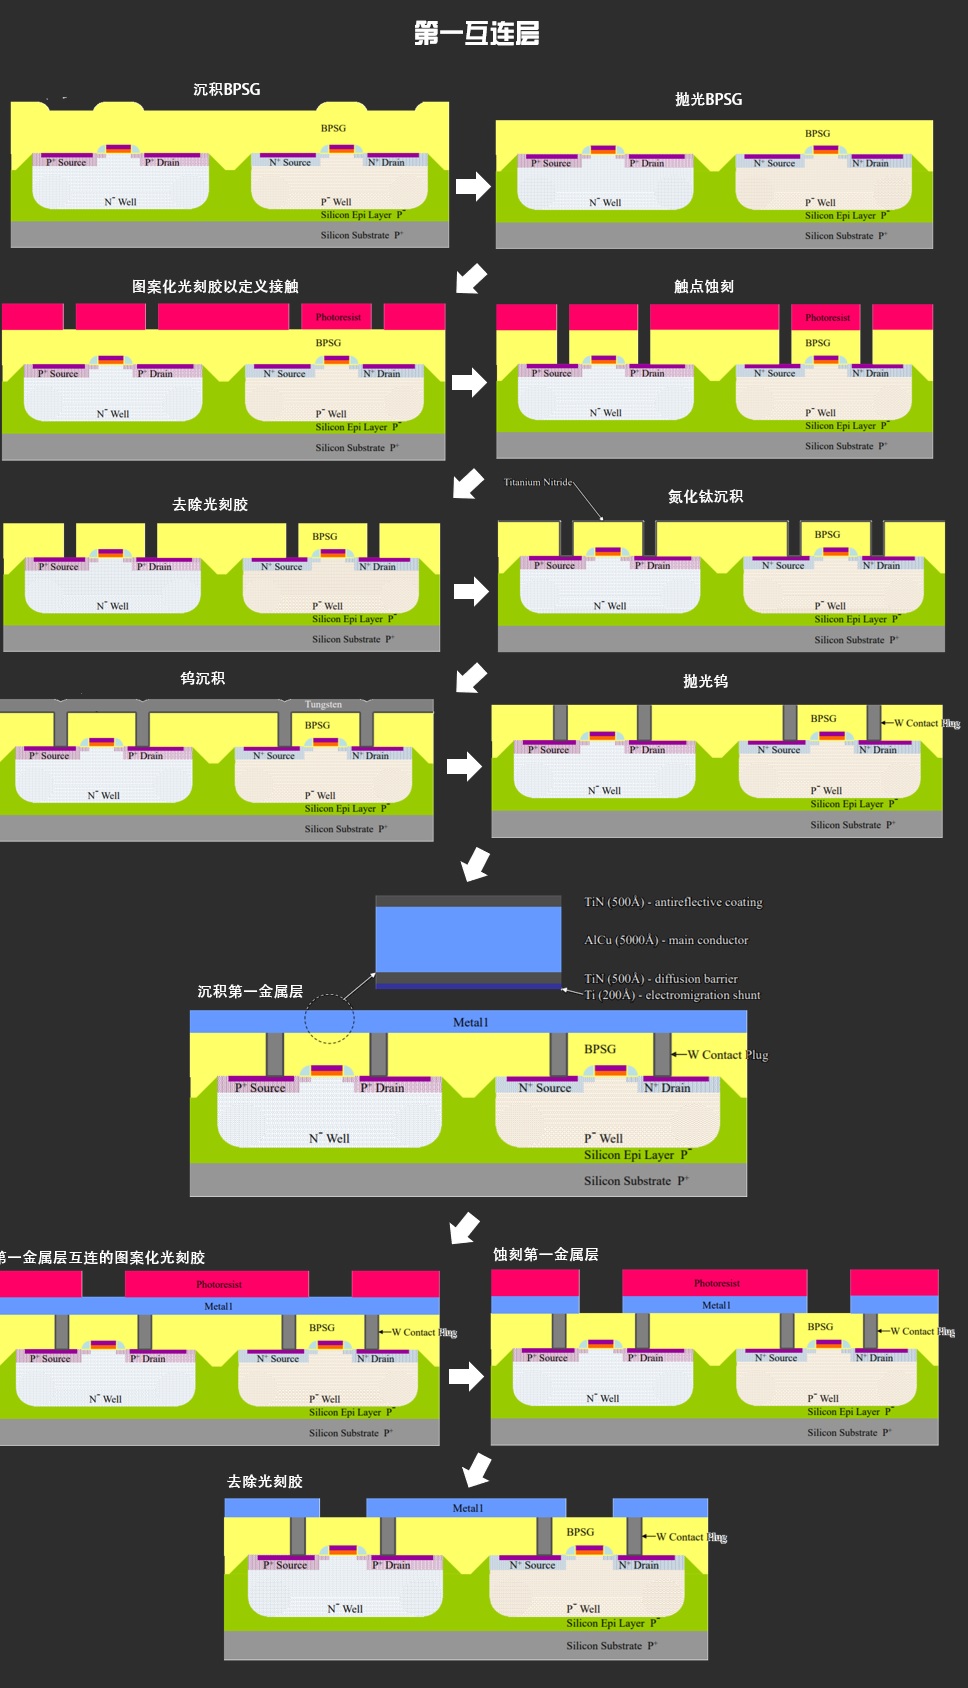 第一互连层
沉积BPSG
抛光BPSG
BPSG
P+ Source
P+ Drain
N+ Source
N+ Drain
N- Well
P- Well
Silicon Epi Layer P-
Silicon Substrate P+
BPSG
P+ Source
P+ Drain
N+ Source
N+ Drain
N- Well
P- Well
Silicon Epi Layer P-
Silicon Substrate P+
图案化光刻胶以定义接触
触点蚀刻
Photoresist
BPSG
P+ Source
P+ Drain
N+ Source
N+ Drain
N- Well
P- Well
Silicon Epi Layer P-
Silicon Substrate P+
Photoresist
BPSG
P+ Source
P+ Drain
N+ Source
N+ Drain
N- Well
P- Well
Silicon Epi Layer P-
Silicon Substrate P+
去除光刻胶
氮化钛沉积
BPSG
P+ Source
P+ Drain
N+ Source
N+ Drain
N- Well
P- Well
Silicon Epi Layer P-
Silicon Substrate P+
Titanium Nitride
BPSG
P+ Source
P+ Drain
N+ Source
N+ Drain
N- Well
P- Well
Silicon Epi Layer P-
Silicon Substrate P+
钨沉积
抛光钨
Tungsten
BPSG
P+ Source
P+ Drain
N+ Source
N+ Drain
N- Well
P- Well
Silicon Epi Layer P-
Silicon Substrate P+
BPSG
W Contact Plug
P+ Source
P+ Drain
N+ Source
N+ Drain
N- Well
P- Well
Silicon Epi Layer P-
Silicon Substrate P+
TiN (500Å) - antireflective coating
AlCu (5000Å) - main conductor
TiN (500Å) - diffusion barrier
Ti (200Å) - electromigration shunt
沉积第一金属层
Metal1
BPSG
W Contact Plug
P+ Source
P+ Drain
N+ Source
N+ Drain
N- Well
P- Well
Silicon Epi Layer P-
Silicon Substrate P+
第一金属层互连的图案化光刻胶
蚀刻第一金属层
Photoresist
Metal1
BPSG
W Contact Plug
P+ Source
P+ Drain
N+ Source
N+ Drain
N- Well
P- Well
Silicon Epi Layer P-
Silicon Substrate P+
Photoresist
Metal1
BPSG
W Contact Plug
P+ Source
P+ Drain
N+ Source
N+ Drain
N- Well
P- Well
Silicon Epi Layer P-
Silicon Substrate P+
去除光刻胶
Metal1
BPSG
W Contact Plug
P+ Source
P+ Drain
N+ Source
N+ Drain
N- Well
P- Well
Silicon Epi Layer P-
Silicon Substrate P+